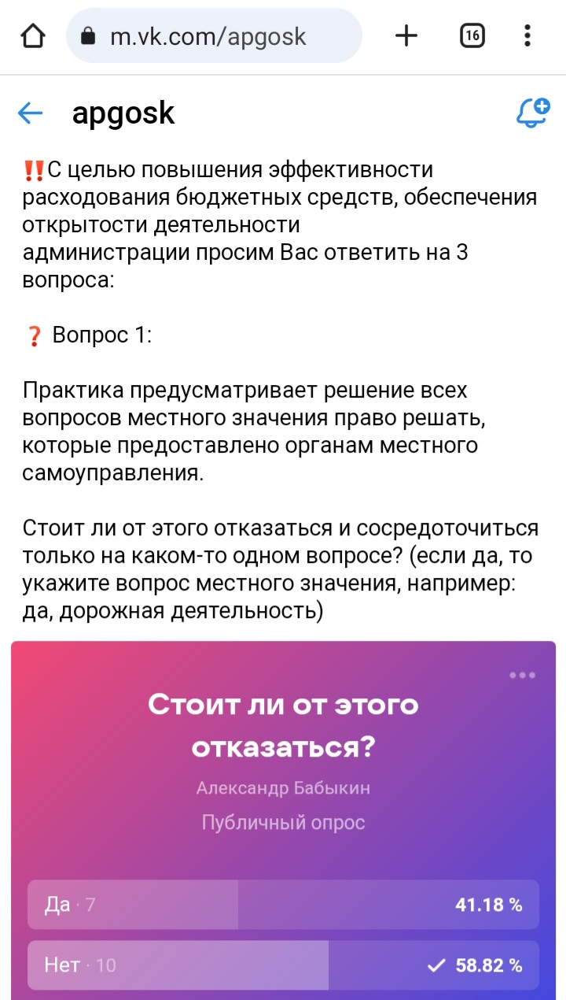 m.vk.com/apgosk
16
apgosk
‼️С целью повышения эффективности
расходования бюджетных средств, обеспечения
открытости деятельности
администрации просим Вас ответить на 3
вопроса:
❓ Вопрос 1:
Практика предусматривает решение всех
вопросов местного значения право решать,
которые предоставлено органам местного
самоуправления.
Стоит ли от этого отказаться и сосредоточиться
только на каком-то одном вопросе? (если да, то
укажите вопрос местного значения, например:
да, дорожная деятельность)
Стоит ли от этого
отказаться?
Александр Бабыкин
Публичный опрос
Да · 7 41.18 %
Нет · 10 58.82 %